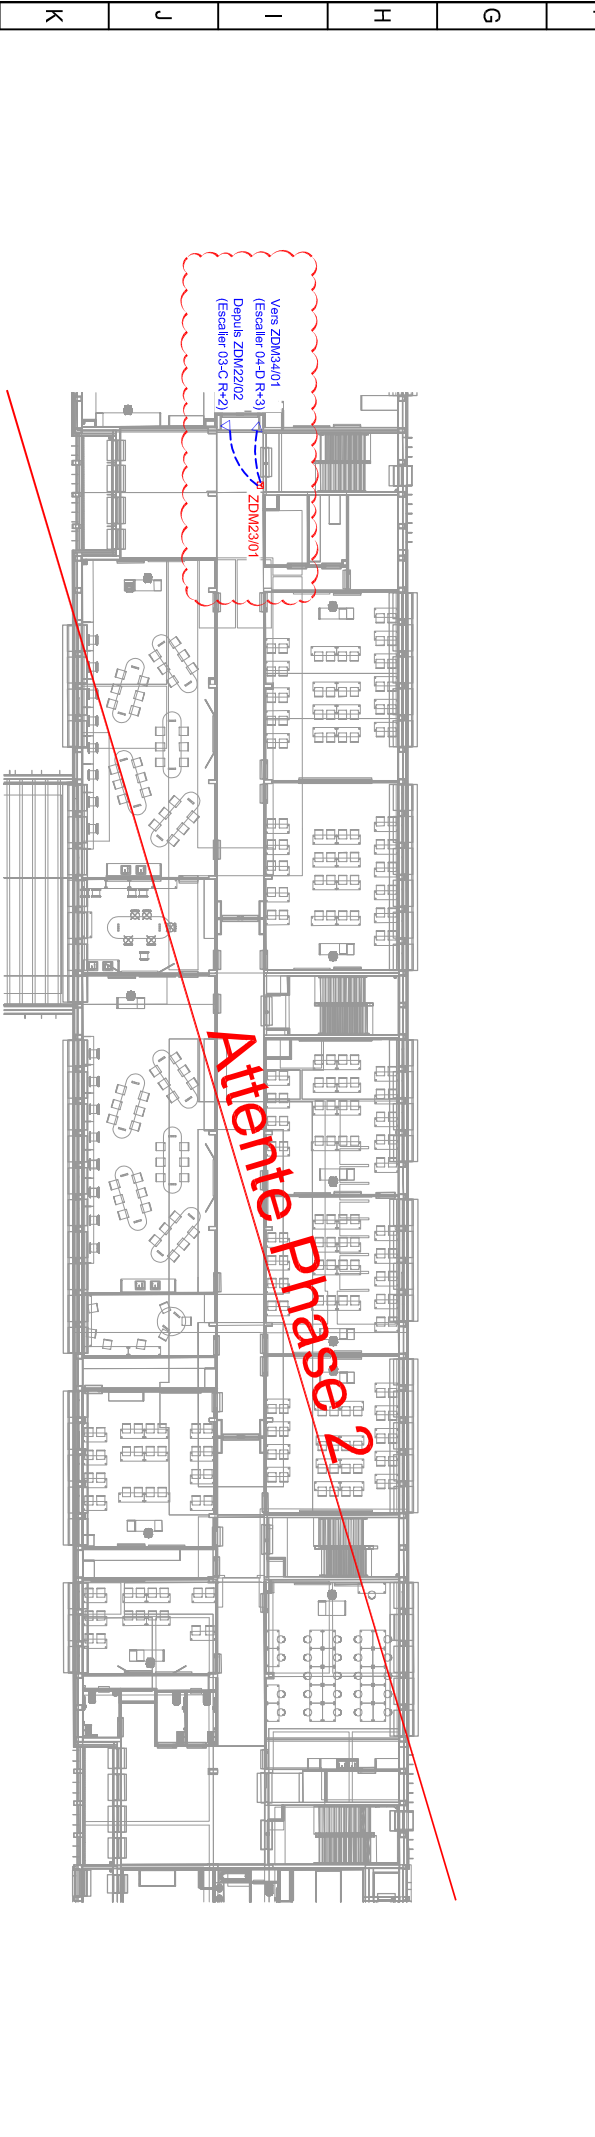 K J I H G
Vers ZDM34/01
(Escalier 04-D R+3)
Depuis ZDM22/02
(Escalier 03-C R+2)
ZDM23/01
Attente Phase 2